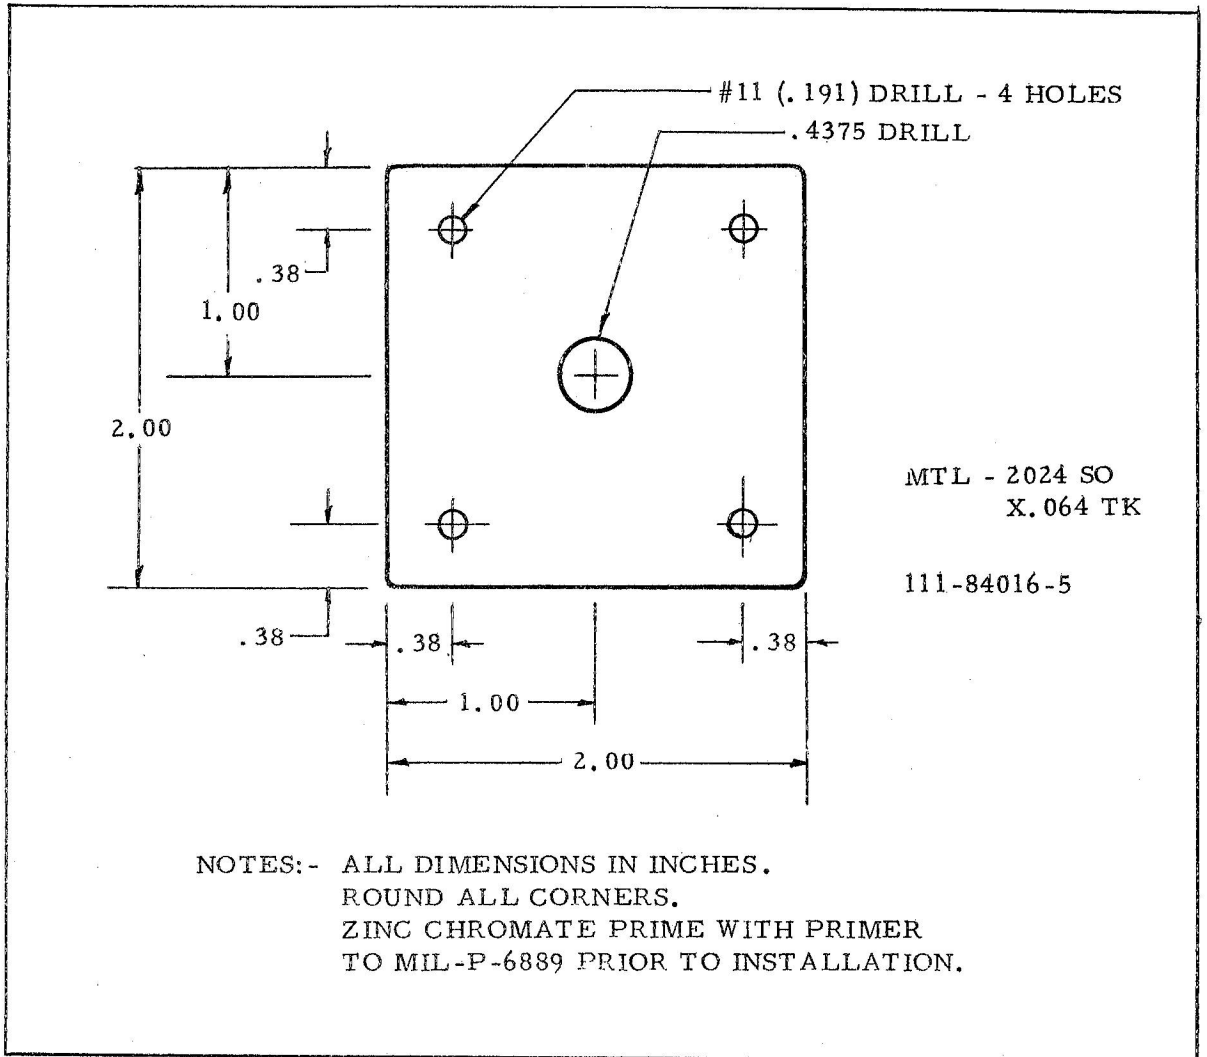 #11 (.191) DRILL - 4 HOLES
.4375 DRILL
.38
1.00
2.00
MTL - 2024 SO
X.064 TK
111-84016-5
.38
.38
.38
1.00
2.00
NOTES:- ALL DIMENSIONS IN INCHES.
ROUND ALL CORNERS.
ZINC CHROMATE PRIME WITH PRIMER
TO MIL-P-6889 PRIOR TO INSTALLATION.